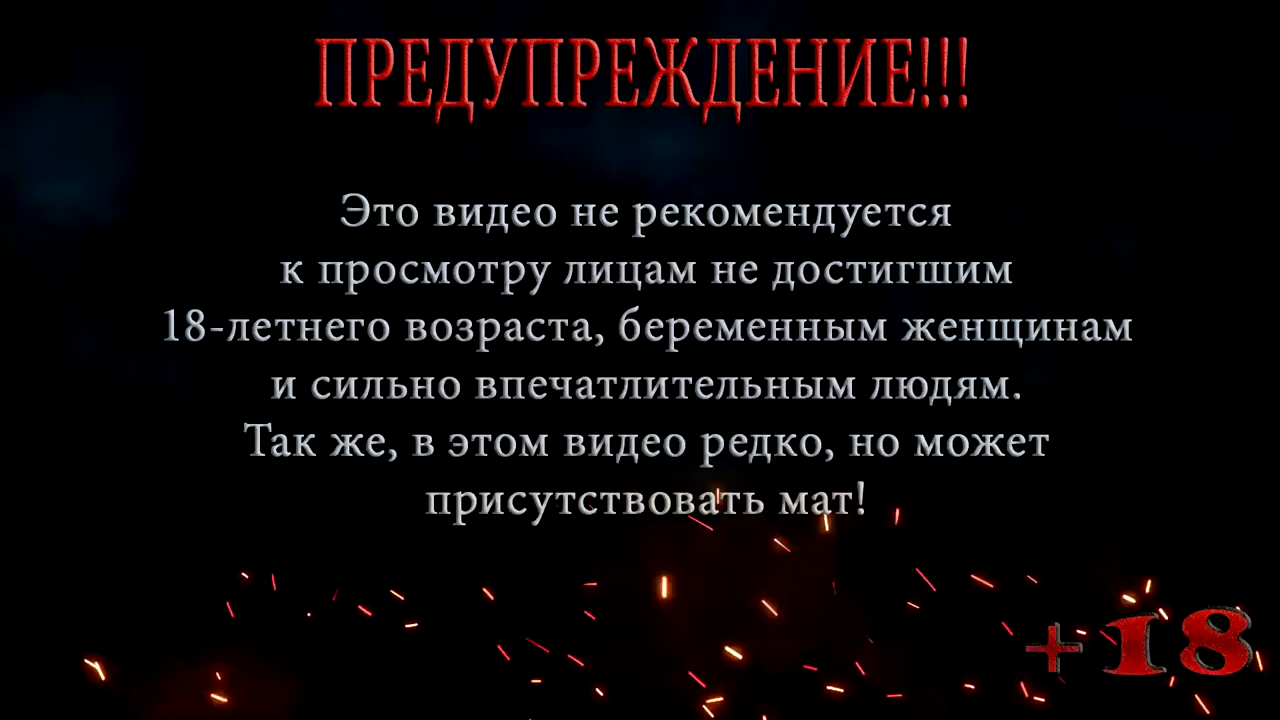 ПРЕДУПРЕЖДЕНИЕ!!!
Это видео не рекомендуется
к просмотру лицам не достигшим
18-летнего возраста, беременным женщинам
и сильно впечатлительным людям.
Так же, в этом видео редко, но может
присутствовать мат!
+18